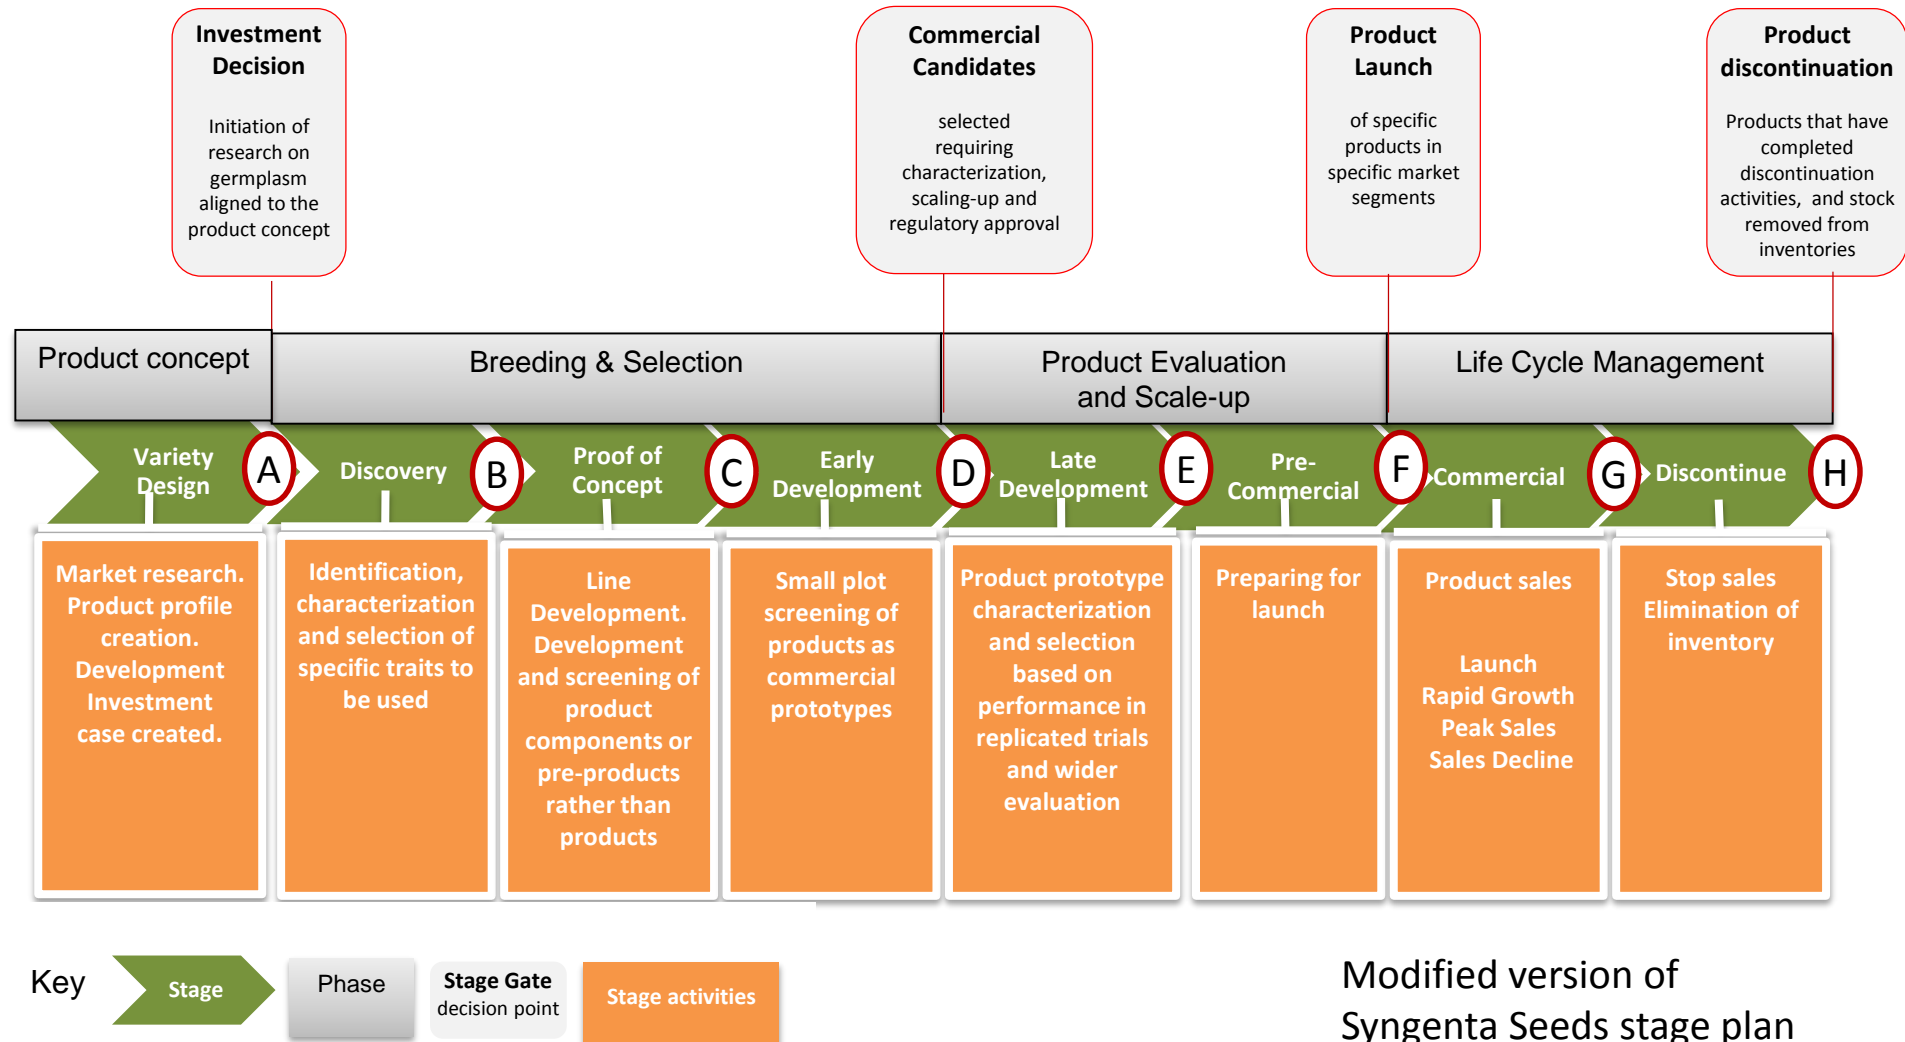 Investment
Decision
Initiation of
research on
germplasm
aligned to the
product concept
Commercial
Candidates
selected
requiring
characterization,
scaling-up and
regulatory approval
Product
Launch
of specific
products in
specific market
segments
Product
discontinuation
Products that have
completed
discontinuation
activities, and stock
removed from
inventories
Product concept
Breeding & Selection
Product Evaluation
and Scale-up
Life Cycle Management
Variety
Design
A
Discovery
B
Proof of
Concept
C
Early
Development
D
Late
Development
E
Pre-
Commercial
F
Commercial
G
Discontinue
H
Market research.
Product profile
creation.
Development
Investment
case created.
Identification,
characterization
and selection of
specific traits to
be used
Line
Development.
Development
and screening of
product
components or
pre-products
rather than
products
Small plot
screening of
products as
commercial
prototypes
Product prototype
characterization
and selection
based on
performance in
replicated trials
and wider
evaluation
Preparing for
launch
Product sales
Launch
Rapid Growth
Peak Sales
Sales Decline
Stop sales
Elimination of
inventory
Key
Stage
Phase
Stage Gate
decision point
Stage activities
Modified version of
Syngenta Seeds stage plan